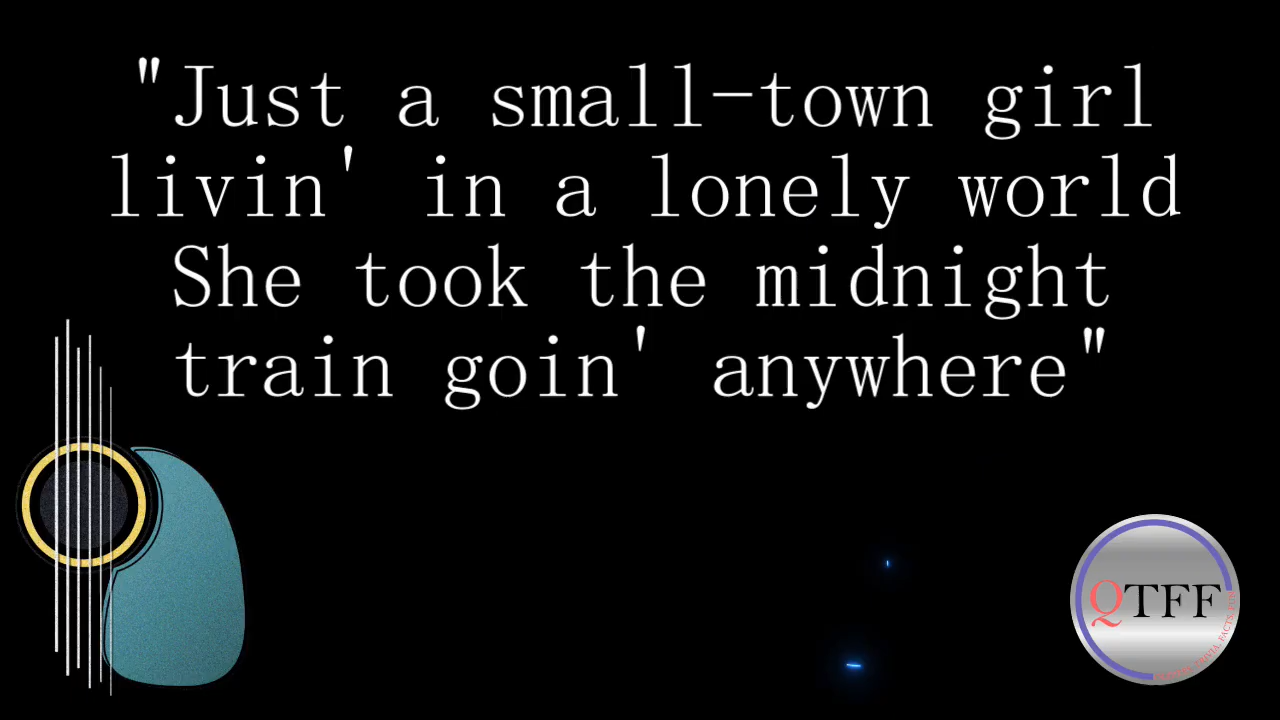 "Just a small-town girl
livin' in a lonely world
She took the midnight
train goin' anywhere"
QTFF